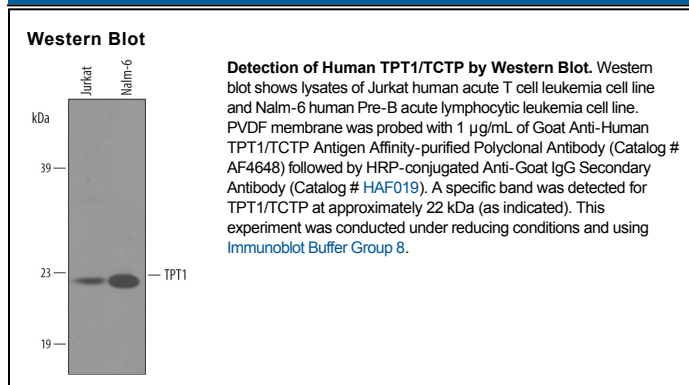 Western Blot
Jurkat
Nalm-6
kDa
39
23
TPT1
19
Detection of Human TPT1/TCTP by Western Blot. Western
blot shows lysates of Jurkat human acute T cell leukemia cell line
and Nalm-6 human Pre-B acute lymphocytic leukemia cell line.
PVDF membrane was probed with 1 µg/mL of Goat Anti-Human
TPT1/TCTP Antigen Affinity-purified Polyclonal Antibody (Catalog #
AF4648) followed by HRP-conjugated Anti-Goat IgG Secondary
Antibody (Catalog # HAF019). A specific band was detected for
TPT1/TCTP at approximately 22 kDa (as indicated). This
experiment was conducted under reducing conditions and using
Immunoblot Buffer Group 8.